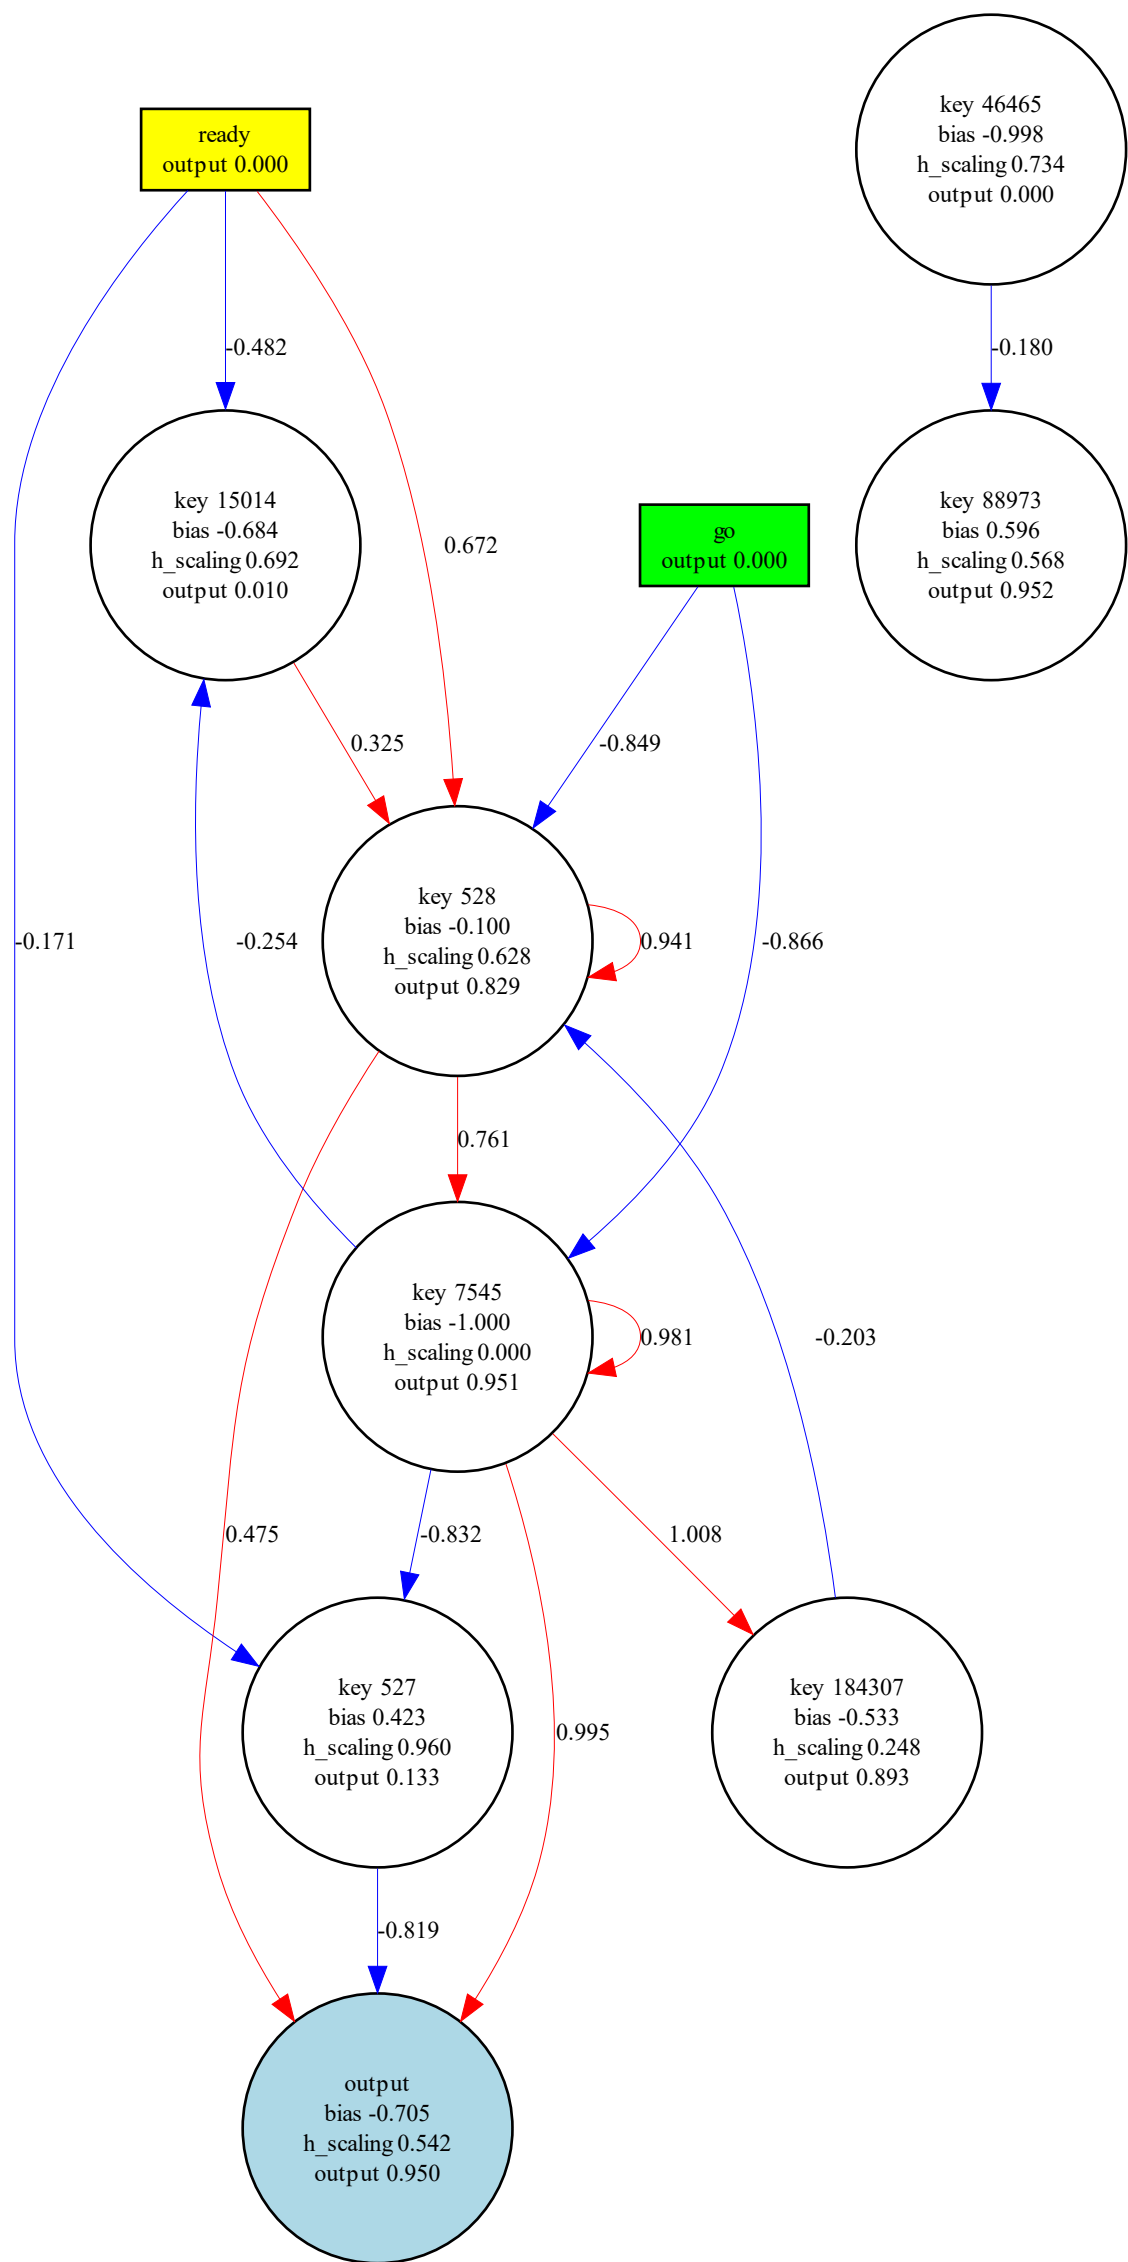 key 46465
bias -0.998
h_scaling 0.734
output 0.000
ready
output 0.000
-0.482
-0.180
key 15014
bias -0.684
h_scaling 0.692
output 0.010
0.672
go
output 0.000
key 88973
bias 0.596
h_scaling 0.568
output 0.952
0.325
-0.849
-0.171
-0.254
key 528
bias -0.100
h_scaling 0.628
output 0.829
0.941
-0.866
0.761
key 7545
bias -1.000
h_scaling 0.000
output 0.951
0.981
-0.203
0.475
-0.832
1.008
key 527
bias 0.423
h_scaling 0.960
output 0.133
0.995
key 184307
bias -0.533
h_scaling 0.248
output 0.893
-0.819
output
bias -0.705
h_scaling 0.542
output 0.950